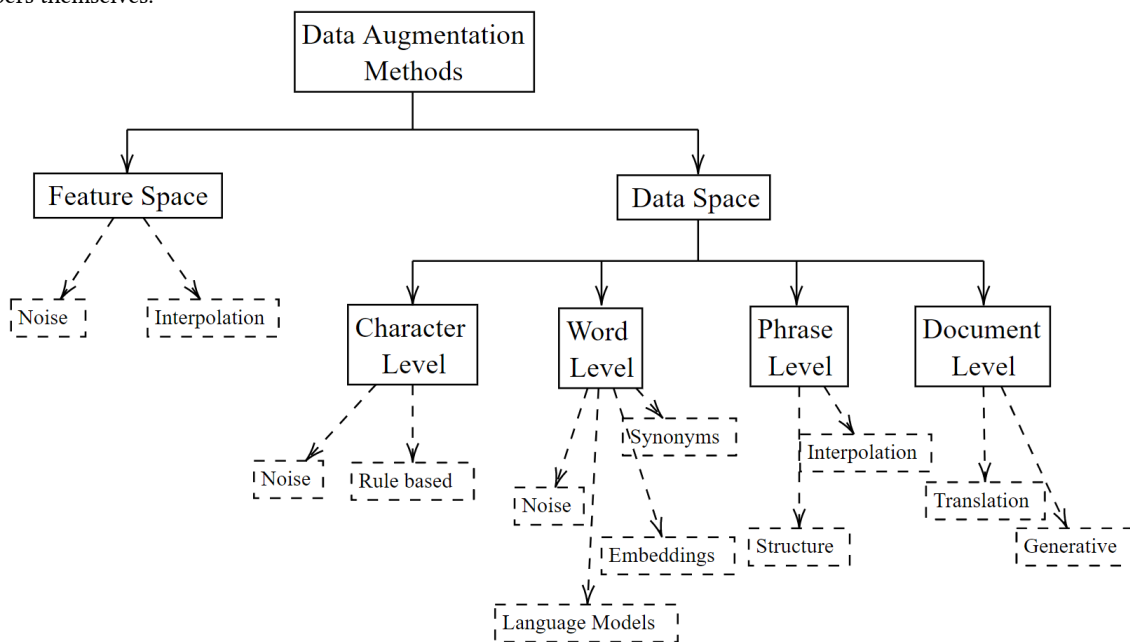 themselves.
Data Augmentation
Methods
Feature Space
Data Space
Noise
Interpolation
Character
Level
Word
Level
Phrase
Level
Document
Level
Noise
Rule based
Synonyms
Noise
Embeddings
Language Models
Interpolation
Structure
Translation
Generative